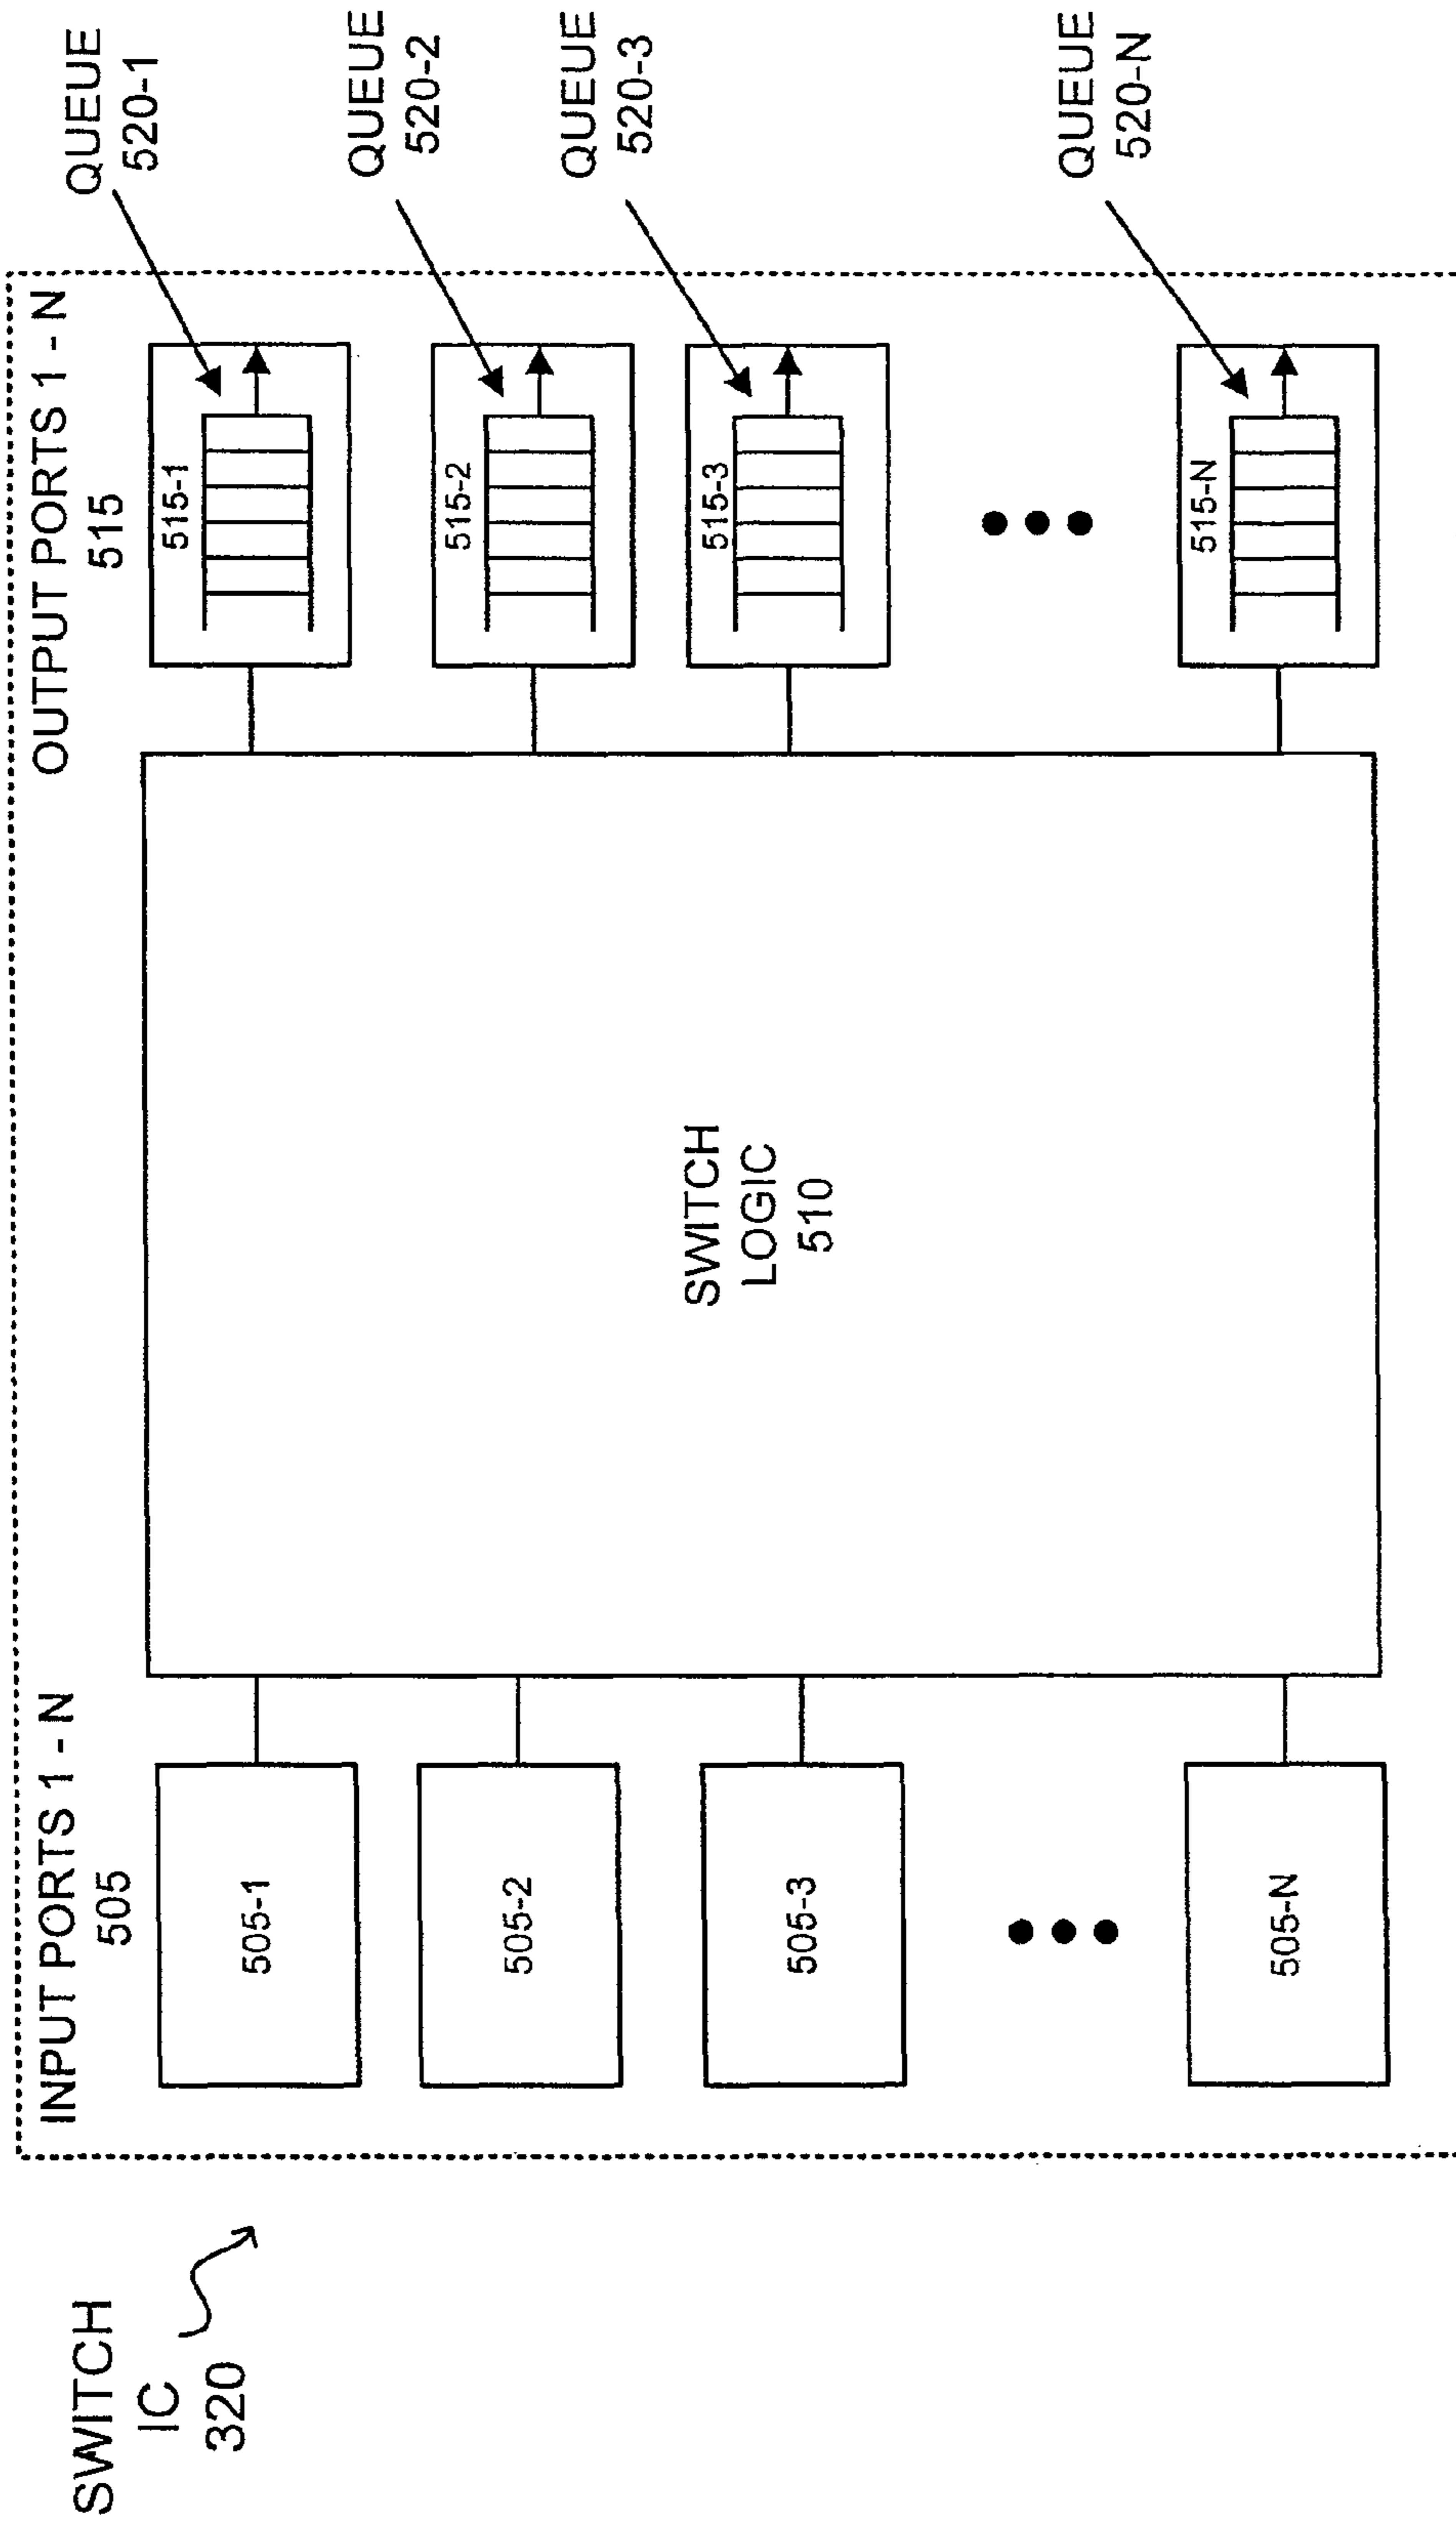 SWITCH
IC
320
INPUT PORTS 1 - N
505
505-1
505-2
505-3
505-N
SWITCH
LOGIC
510
OUTPUT PORTS 1 - N
515
515-1
515-2
515-3
515-N
QUEUE
520-1
QUEUE
520-2
QUEUE
520-3
QUEUE
520-N